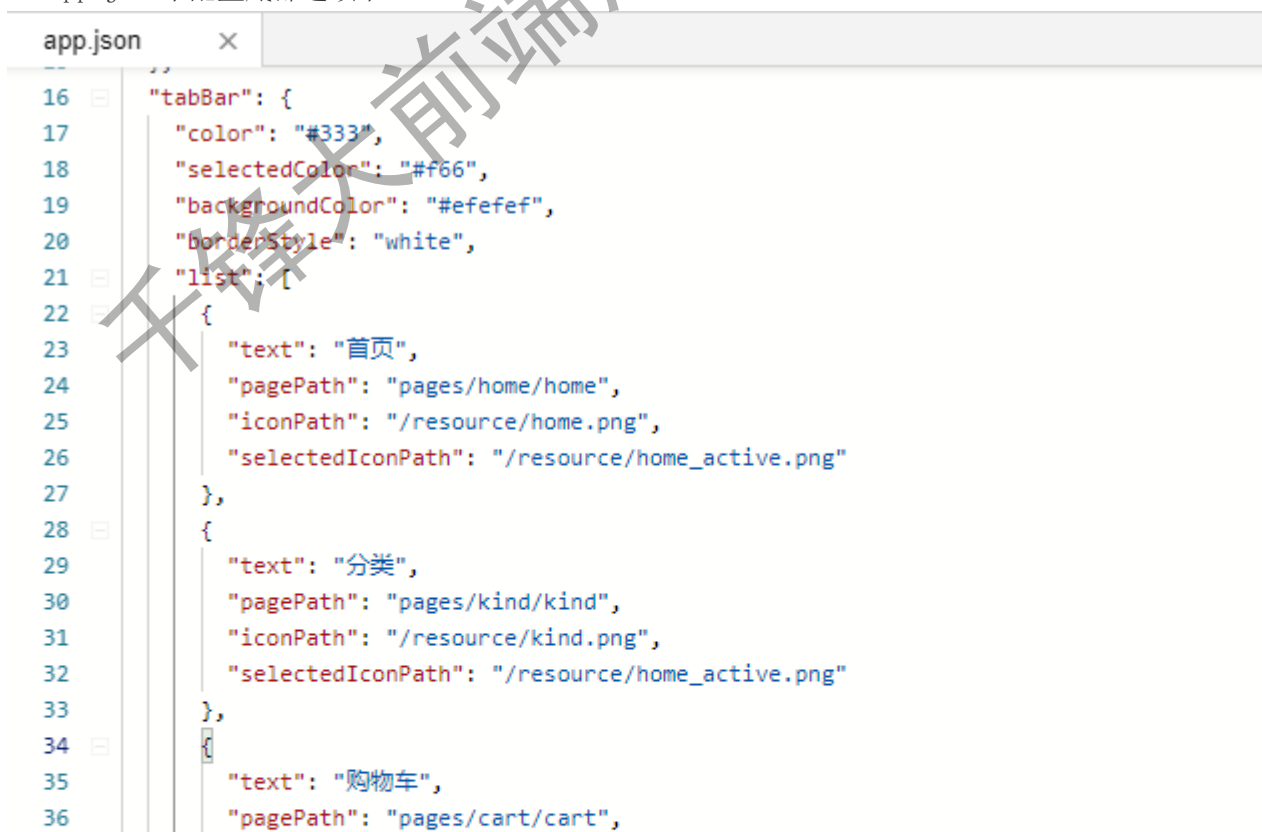 app.json ×
16 "tabBar": {
17 "color": "#333",
18 "selectedColor": "#f66",
19 "backgroundColor": "#efefef",
20 "borderStyle": "white",
21 "list": [
22 {
23 "text": "首页",
24 "pagePath": "pages/home/home",
25 "iconPath": "/resource/home.png",
26 "selectedIconPath": "/resource/home_active.png"
27 },
28 {
29 "text": "分类",
30 "pagePath": "pages/kind/kind",
31 "iconPath": "/resource/kind.png",
32 "selectedIconPath": "/resource/home_active.png"
33 },
34 {
35 "text": "购物车",
36 "pagePath": "pages/cart/cart",
千锋大前端